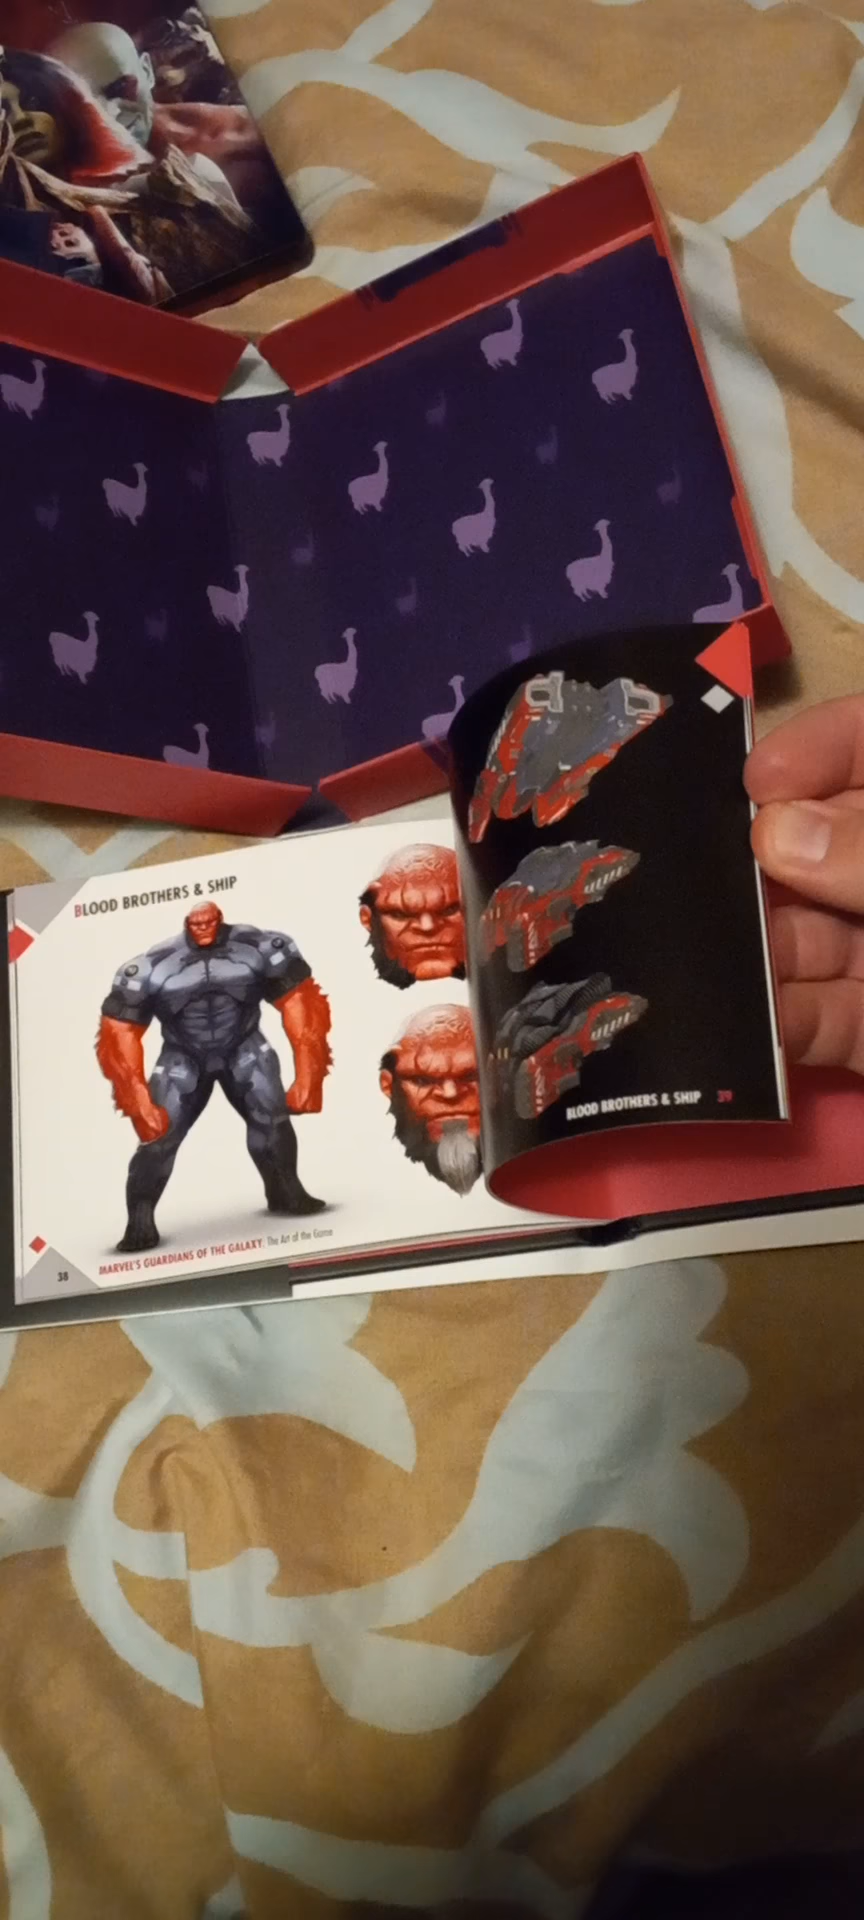 BLOOD BROTHERS & SHIP
38
MARVEL'S GUARDIANS OF THE GALAXY: The Art of the Game
BLOOD BROTHERS & SHIP 39